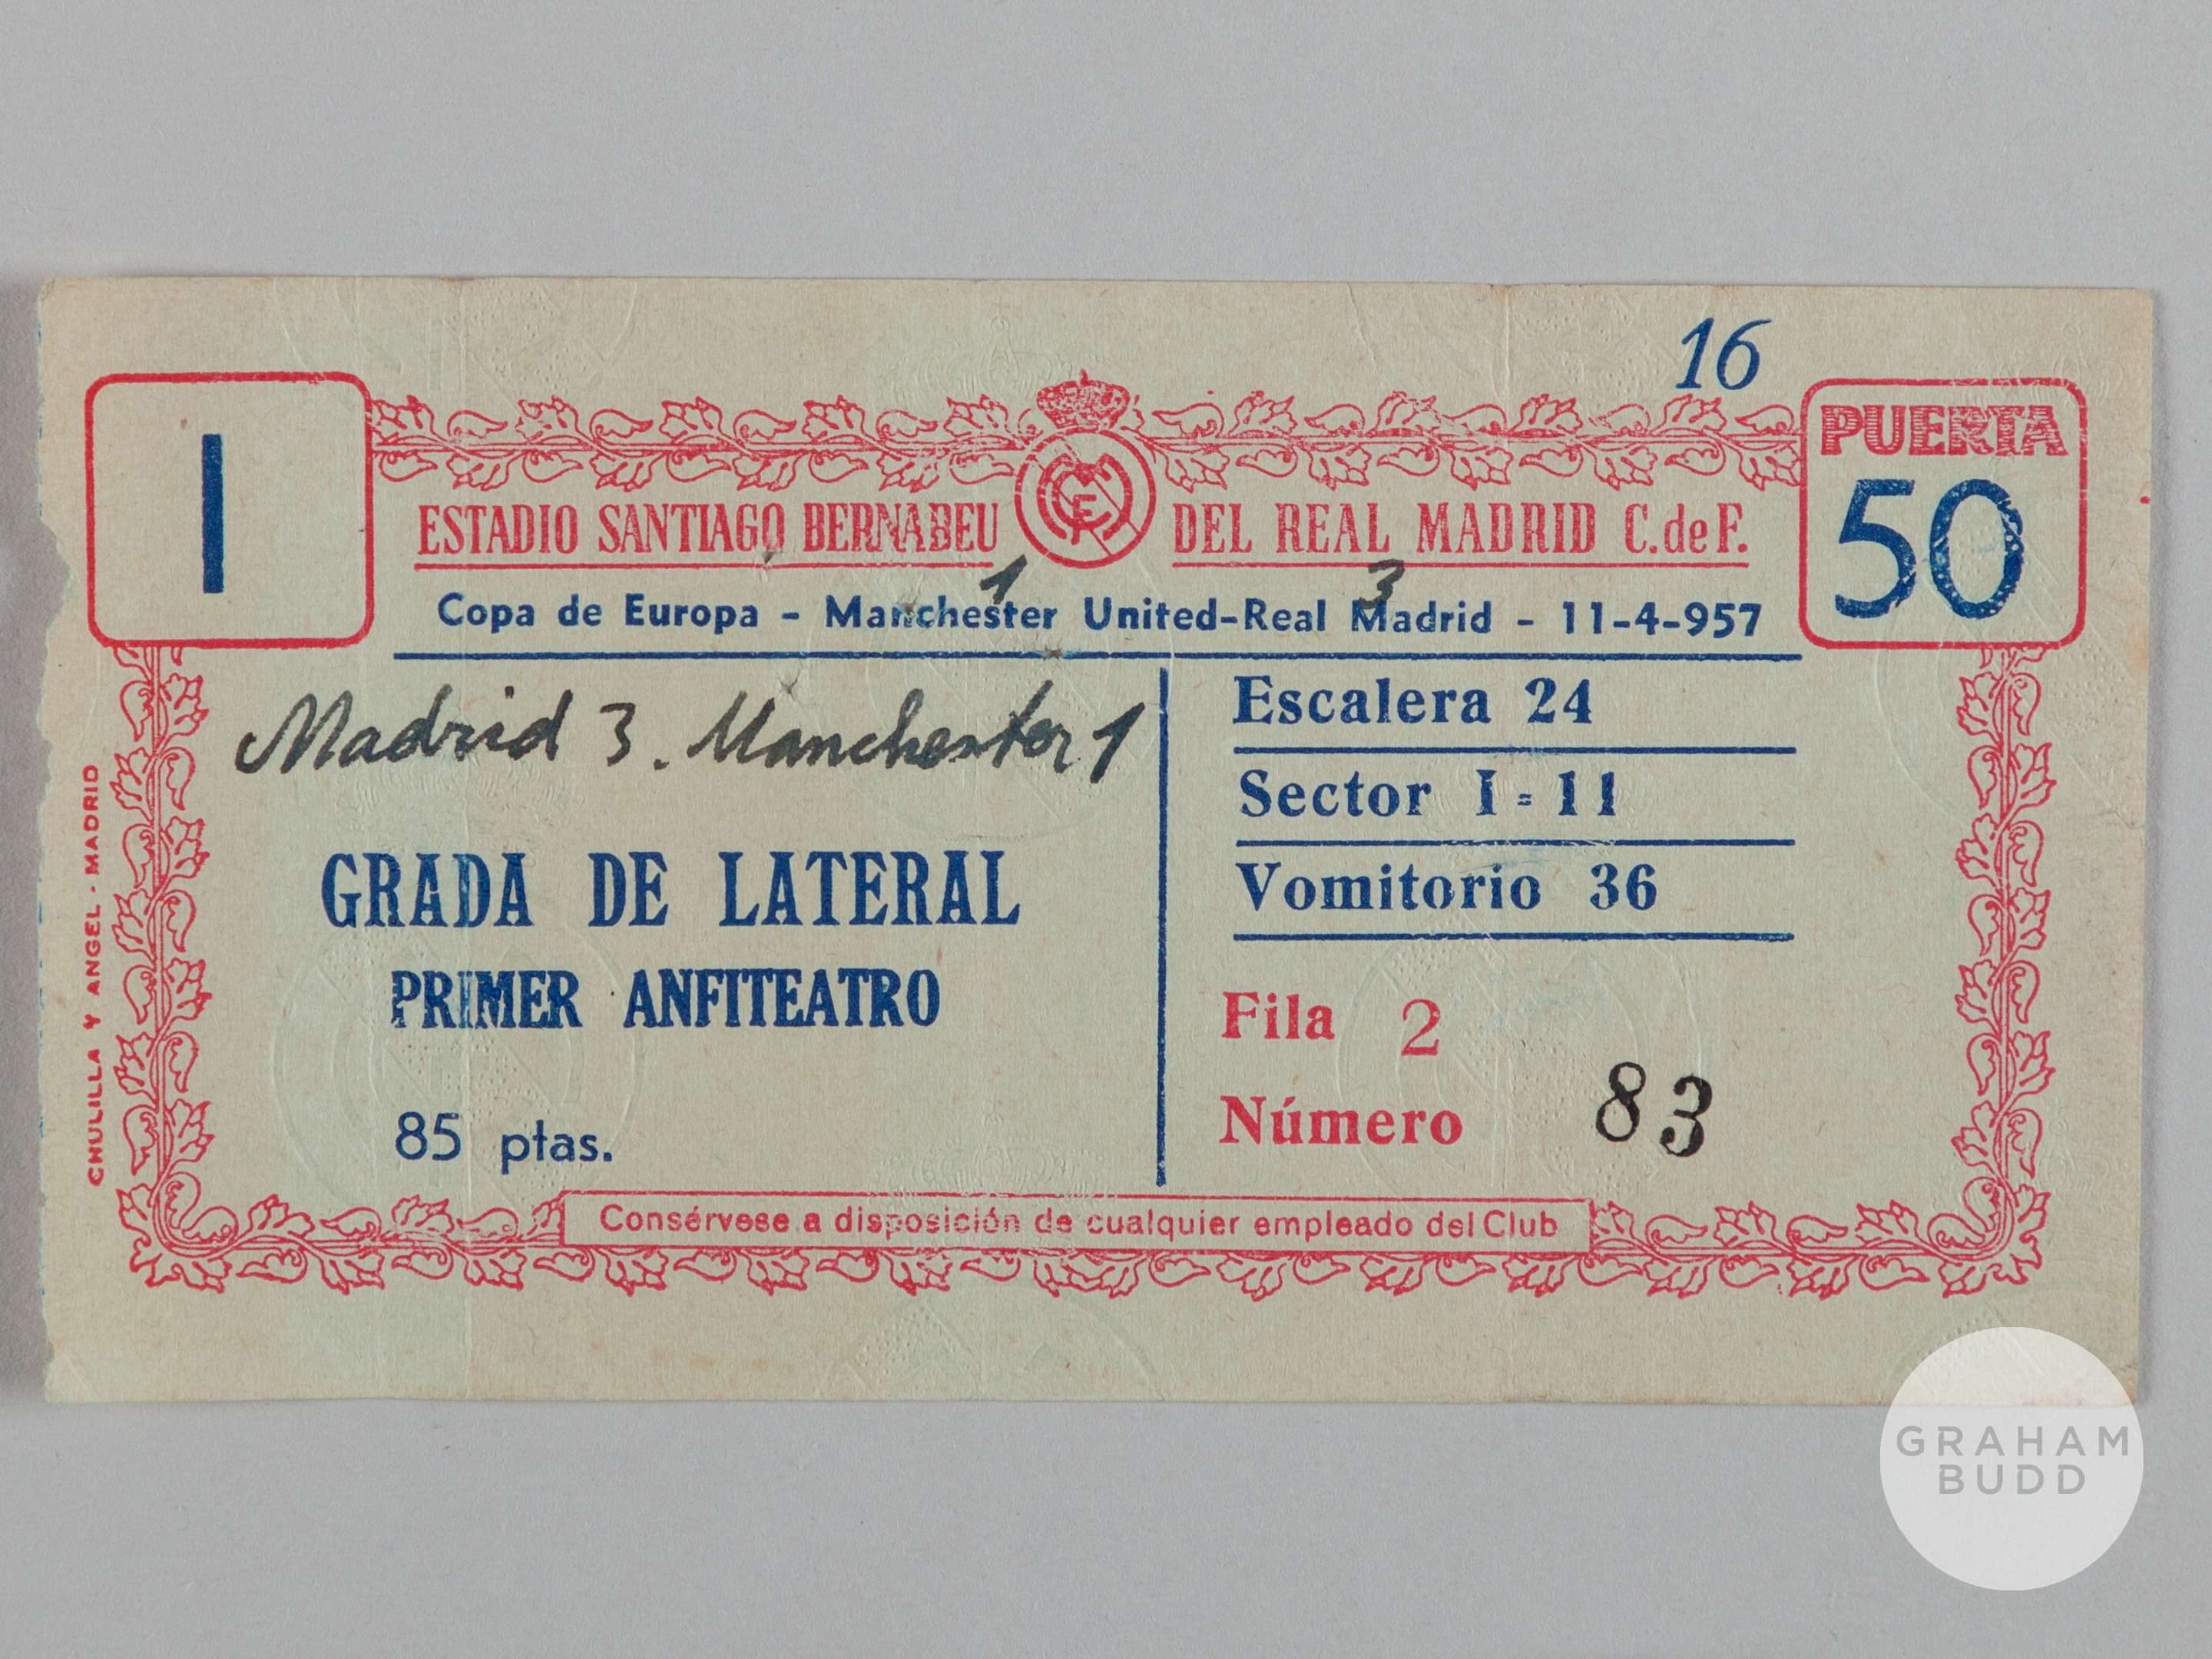 16
I
PUERTA
50
ESTADIO SANTIAGO BERNABEU DEL REAL MADRID C. de F.
1 3
Copa de Europa - Manchester United-Real Madrid - 11-4-957
Madrid 3. Manchester 1
GRADA DE LATERAL
PRIMER ANFITEATRO
85 ptas.
Escalera 24
Sector I-11
Vomitorio 36
Fila 2
Número 83
Consérvese a disposición de cualquier empleado del Club
CHULILLA Y ANGEL - MADRID
GRAHAM
BUDD